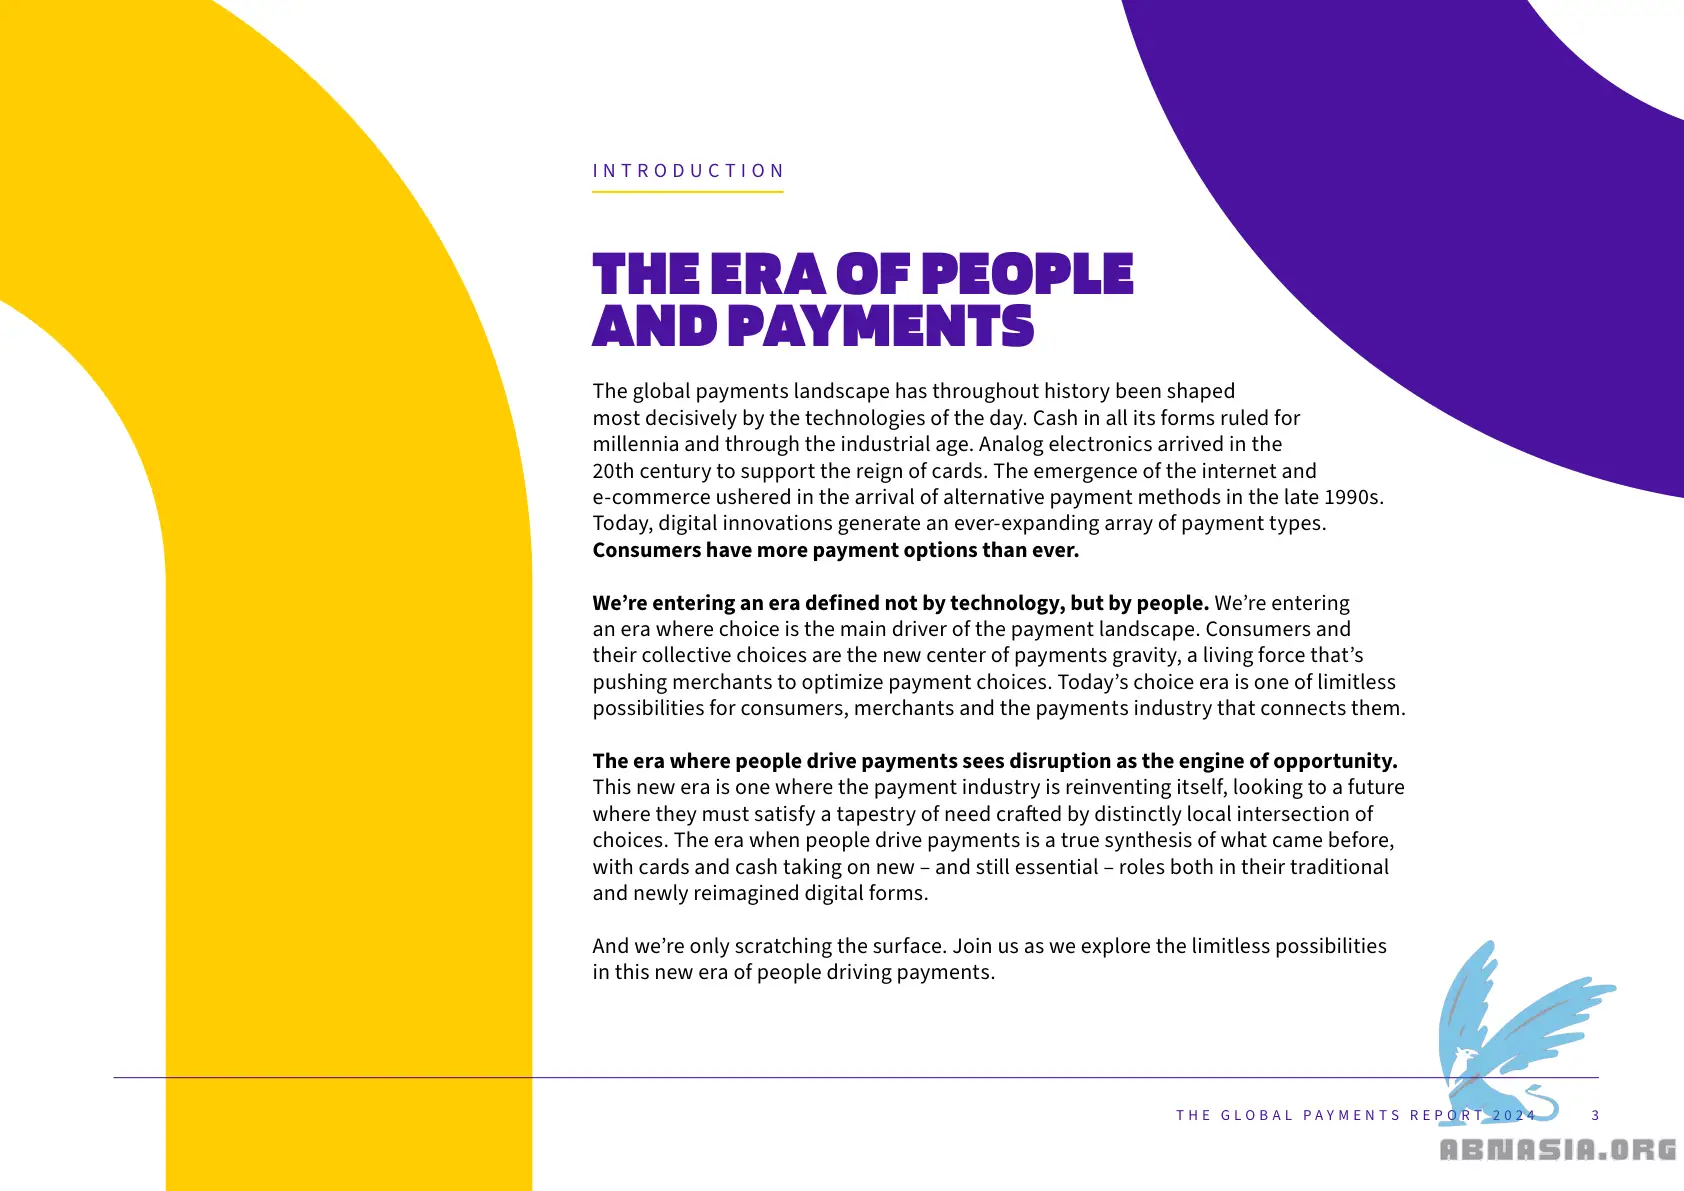 INTRODUCTION
THE ERA OF PEOPLE
AND PAYMENTS
The global payments landscape has throughout history been shaped
most decisively by the technologies of the day. Cash in all its forms ruled for
millennia and through the industrial age. Analog electronics arrived in the
20th century to support the reign of cards. The emergence of the internet and
e-commerce ushered in the arrival of alternative payment methods in the late 1990s.
Today, digital innovations generate an ever-expanding array of payment types.
Consumers have more payment options than ever.
We’re entering an era defined not by technology, but by people. We’re entering
an era where choice is the main driver of the payment landscape. Consumers and
their collective choices are the new center of payments gravity, a living force that’s
pushing merchants to optimize payment choices. Today’s choice era is one of limitless
possibilities for consumers, merchants and the payments industry that connects them.
The era where people drive payments sees disruption as the engine of opportunity.
This new era is one where the payment industry is reinventing itself, looking to a future
where they must satisfy a tapestry of need crafted by distinctly local intersection of
choices. The era when people drive payments is a true synthesis of what came before,
with cards and cash taking on new – and still essential – roles both in their traditional
and newly reimagined digital forms.
And we’re only scratching the surface. Join us as we explore the limitless possibilities
in this new era of people driving payments.
THE GLOBAL PAYMENTS REPORT 2024 3
ABNASIA.ORG